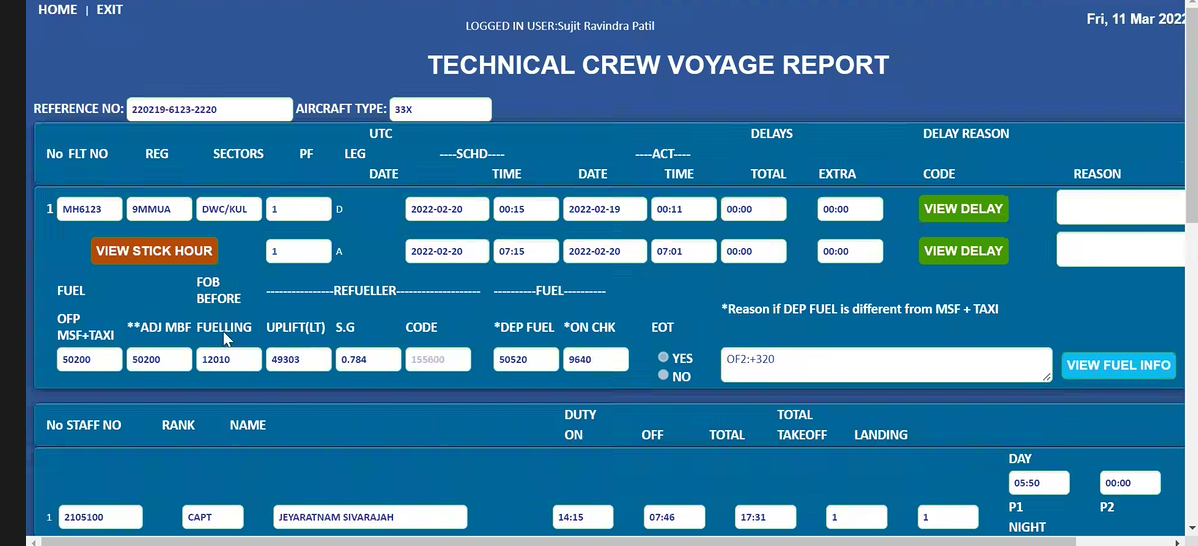 HOME | EXIT
Fri, 11 Mar 2022
LOGGED IN USER:Sujit Ravindra Patil
TECHNICAL CREW VOYAGE REPORT
REFERENCE NO: 220219-6123-2220 AIRCRAFT TYPE: 33X
UTC DELAYS DELAY REASON
No FLT NO REG SECTORS PF LEG ----SCHD---- ----ACT----
DATE TIME DATE TIME TOTAL EXTRA CODE REASON
1 MH6123 9MMUA DWC/KUL 1 D 2022-02-20 00:15 2022-02-19 00:11 00:00 00:00 VIEW DELAY
VIEW STICK HOUR 1 A 2022-02-20 07:15 2022-02-20 07:01 00:00 00:00 VIEW DELAY
FUEL FOB BEFORE ----------------REFUELLER-------------------- ----------FUEL----------
*Reason if DEP FUEL is different from MSF + TAXI
OFP MSF+TAXI **ADJ MBF FUELLING UPLIFT(LT) S.G CODE *DEP FUEL *ON CHK EOT
50200 50200 12010 49303 0.784 155600 50520 9640 YES OF2:+320 VIEW FUEL INFO
NO
DUTY TOTAL
No STAFF NO RANK NAME ON OFF TOTAL TAKEOFF LANDING
DAY
05:50 00:00
P1 P2
1 2105100 CAPT JEYARATNAM SIVARAJAH 14:15 07:46 17:31 1 1
NIGHT